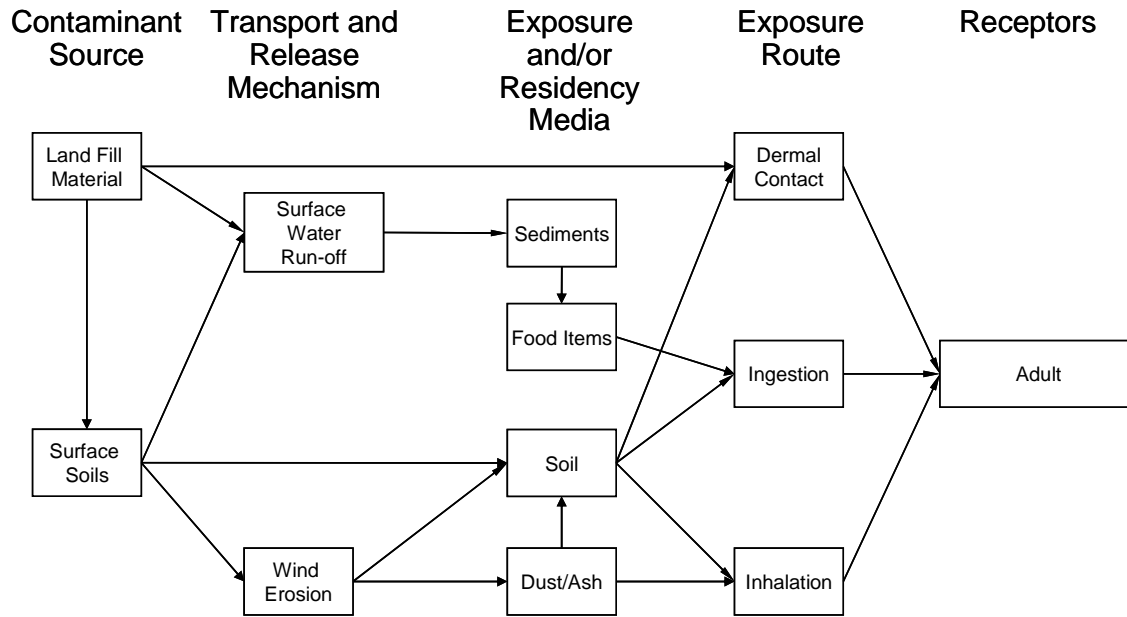 Contaminant
Source
Transport and
Release
Mechanism
Exposure
and/or
Residency
Media
Exposure
Route
Receptors
Land Fill
Material
Dermal
Contact
Surface
Water
Run-off
Sediments
Food Items
Ingestion
Adult
Surface
Soils
Soil
Wind
Erosion
Dust/Ash
Inhalation